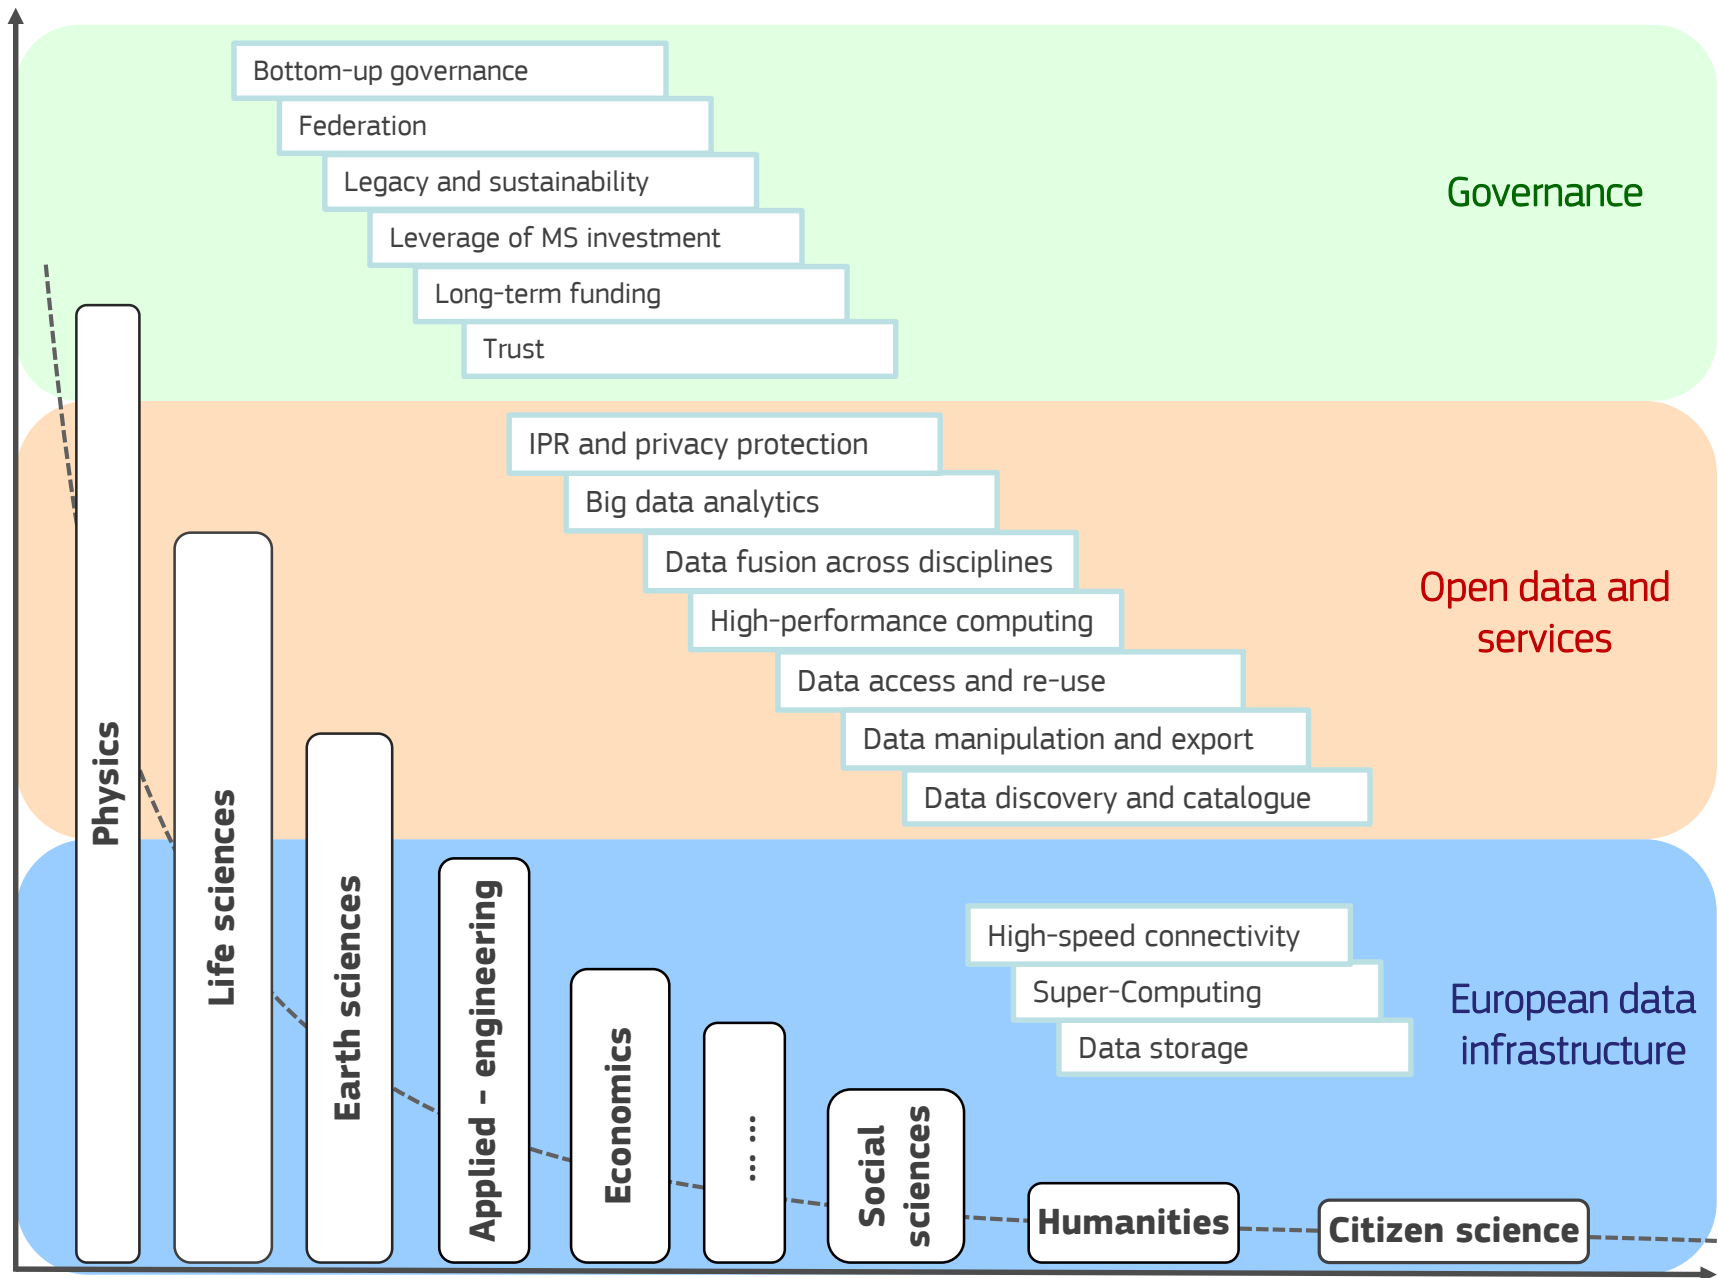 Bottom-up governance
Federation
Legacy and sustainability
Leverage of MS investment
Long-term funding
Trust
Governance
IPR and privacy protection
Big data analytics
Data fusion across disciplines
High-performance computing
Data access and re-use
Data manipulation and export
Data discovery and catalogue
Open data and
services
High-speed connectivity
Super-Computing
Data storage
European data
infrastructure
Physics
Life sciences
Earth sciences
Applied - engineering
Economics
... ...
Social
sciences
Humanities
Citizen science